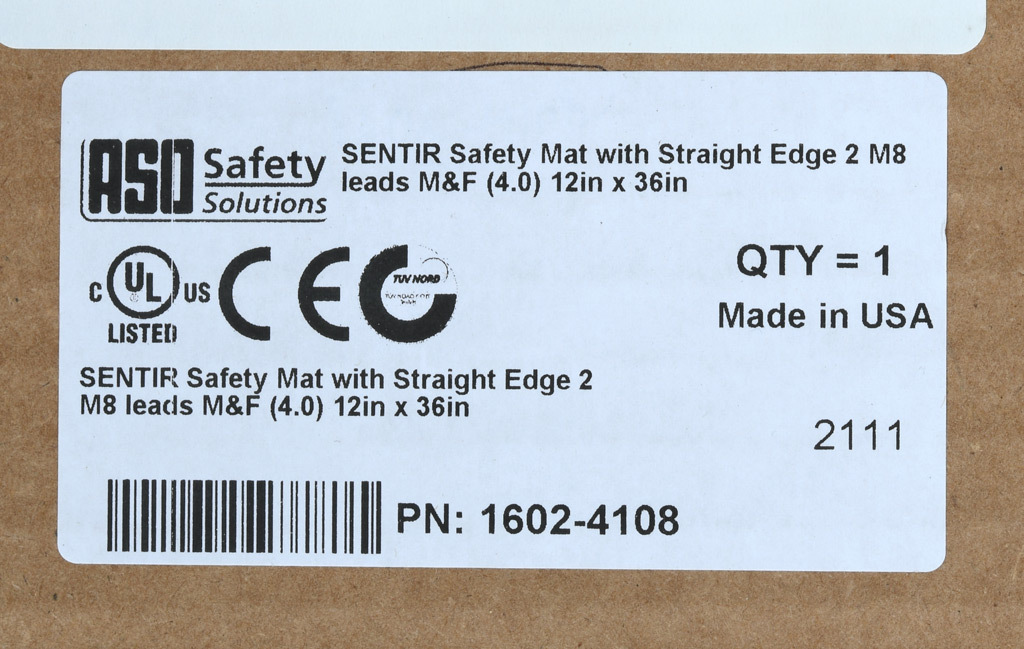 ASO Safety
Solutions
SENTIR Safety Mat with Straight Edge 2 M8
leads M&F (4.0) 12in x 36in
C UL US
LISTED
CE
TUV NORD
QTY = 1
Made in USA
SENTIR Safety Mat with Straight Edge 2
M8 leads M&F (4.0) 12in x 36in
2111
PN: 1602-4108